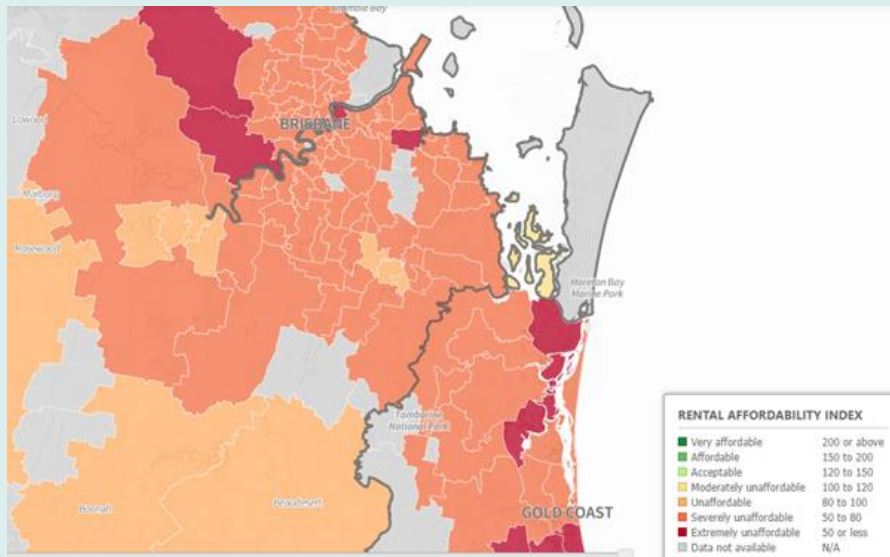 Bramble Bay
Lowood
BRISBANE
Marburg
Rosewood
Moreton Bay
Marine Park
Tamborine
National Park
Boonah
Beaudesert
GOLD COAST
RENTAL AFFORDABILITY INDEX
Very affordable 200 or above
Affordable 150 to 200
Acceptable 120 to 150
Moderately unaffordable 100 to 120
Unaffordable 80 to 100
Severely unaffordable 50 to 80
Extremely unaffordable 50 or less
Data not available N/A